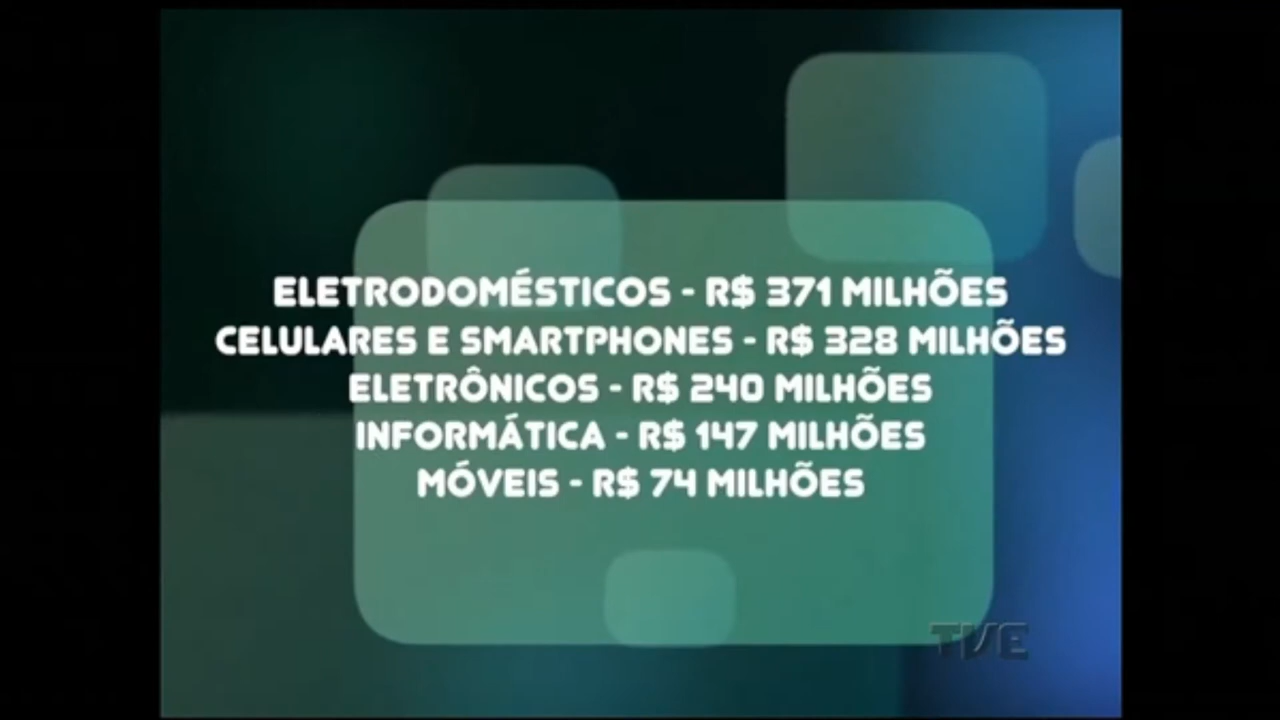 ELETRODOMÉSTICOS - R$ 371 MILHÕES
CELULARES E SMARTPHONES - R$ 328 MILHÕES
ELETRÔNICOS - R$ 240 MILHÕES
INFORMÁTICA - R$ 147 MILHÕES
MÓVEIS - R$ 74 MILHÕES
TVE